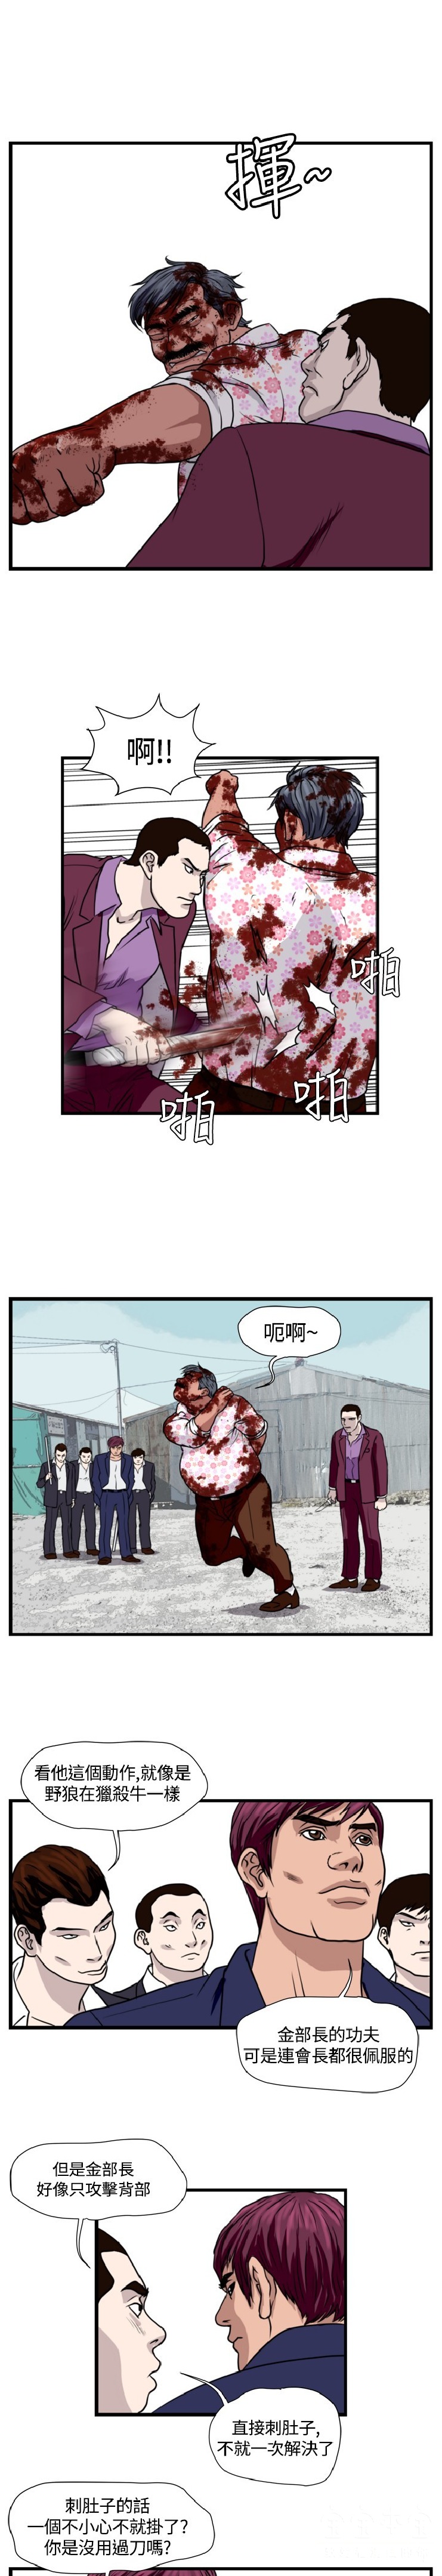 揮~
啊!!
啪
啪
啪
呃啊~
看他這個動作,就像是
野狼在獵殺牛一樣
金部長的功夫
可是連會長都很佩服的
但是金部長
好像只攻擊背部
直接刺肚子,
不就一次解決了
刺肚子的話
一個不小心不就掛了?
你是沒用過刀嗎?